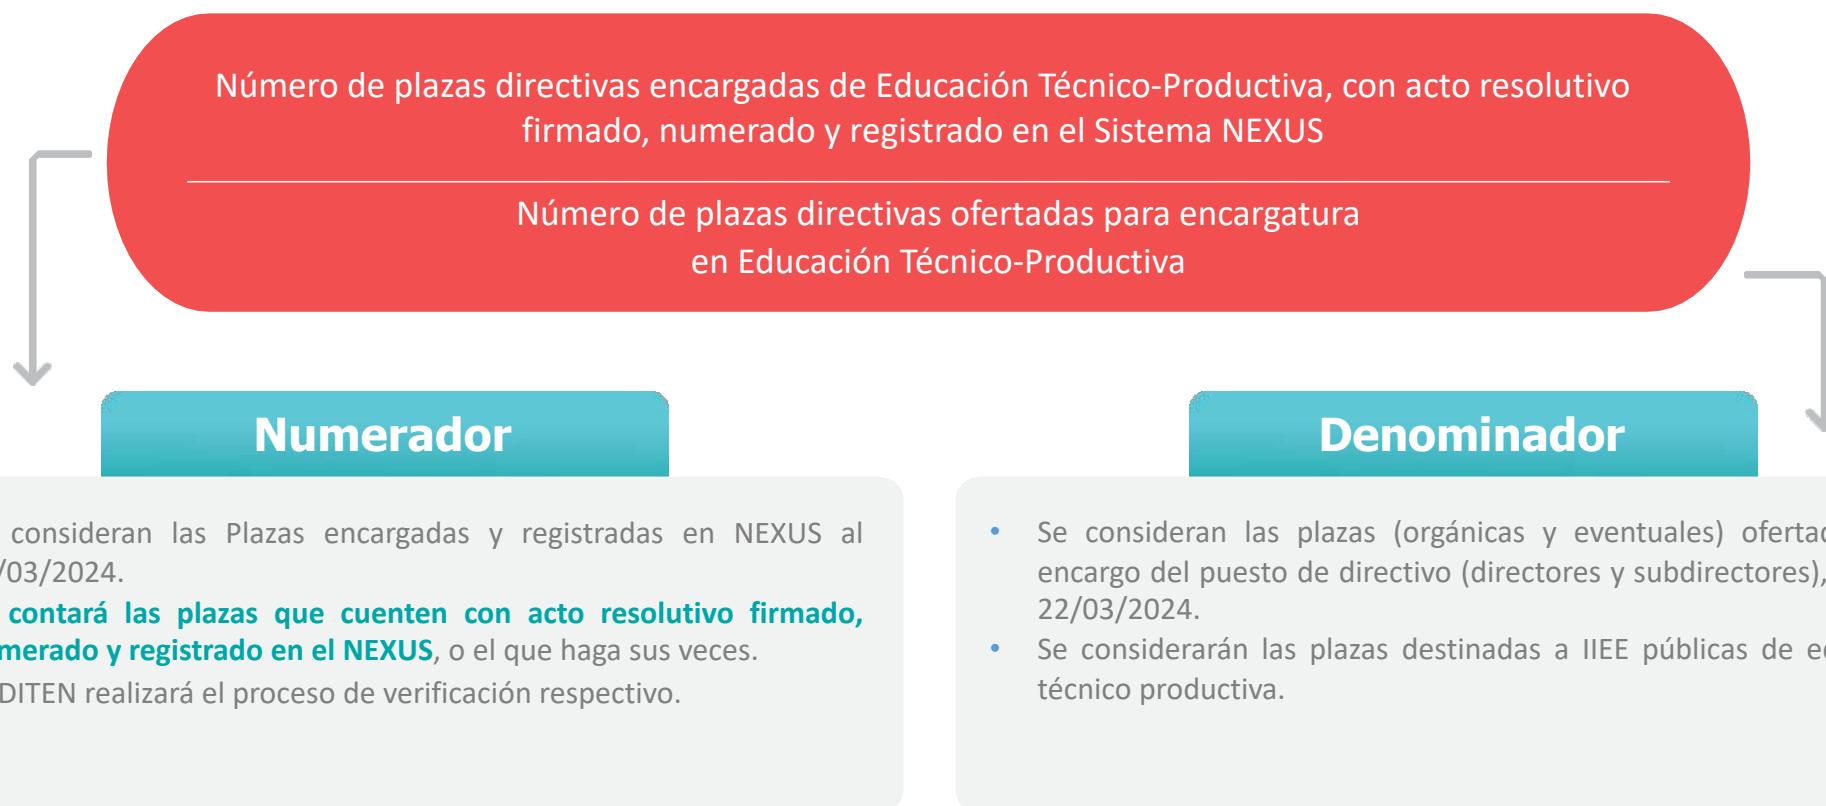 Número de plazas directivas encargadas de Educación Técnico-Productiva, con acto resolutivo
firmado, numerado y registrado en el Sistema NEXUS
Número de plazas directivas ofertadas para encargatura
en Educación Técnico-Productiva
Numerador
consideran las Plazas encargadas y registradas en NEXUS al
/03/2024.
contará las plazas que cuenten con acto resolutivo firmado,
merado y registrado en el NEXUS, o el que haga sus veces.
DITEN realizará el proceso de verificación respectivo.
Denominador
• Se consideran las plazas (orgánicas y eventuales) ofertad
encargo del puesto de directivo (directores y subdirectores),
22/03/2024.
• Se considerarán las plazas destinadas a IIEE públicas de e
técnico productiva.